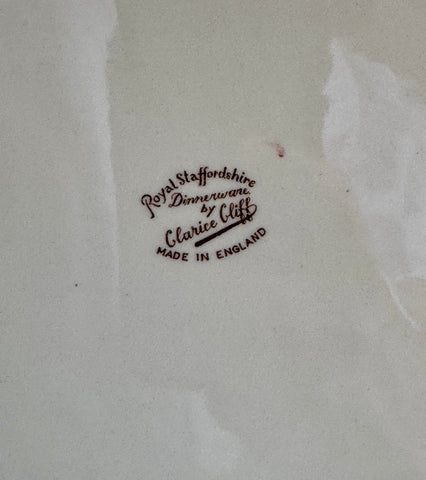 Royal Staffordshire
Dinnerware.
by
Clarice Cliff
MADE IN ENGLAND